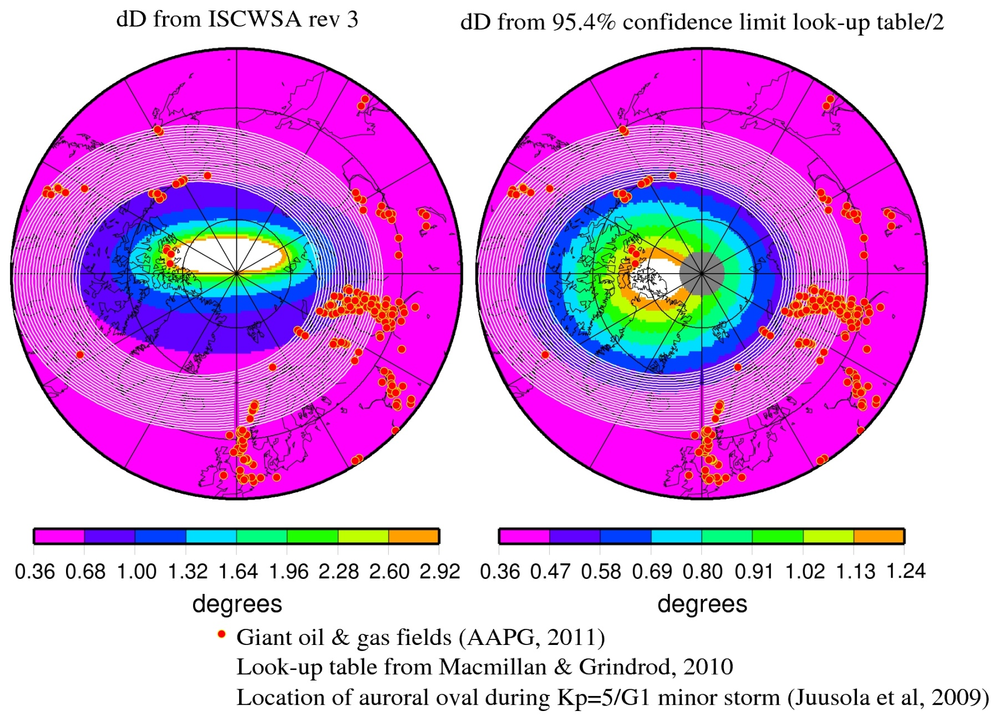 dD from ISCWSA rev 3
dD from 95.4% confidence limit look-up table/2
0.36 0.68 1.00 1.32 1.64 1.96 2.28 2.60 2.92
degrees
0.36 0.47 0.58 0.69 0.80 0.91 1.02 1.13 1.24
degrees
Giant oil & gas fields (AAPG, 2011)
Look-up table from Macmillan & Grindrod, 2010
Location of auroral oval during Kp=5/G1 minor storm (Juusola et al, 2009)